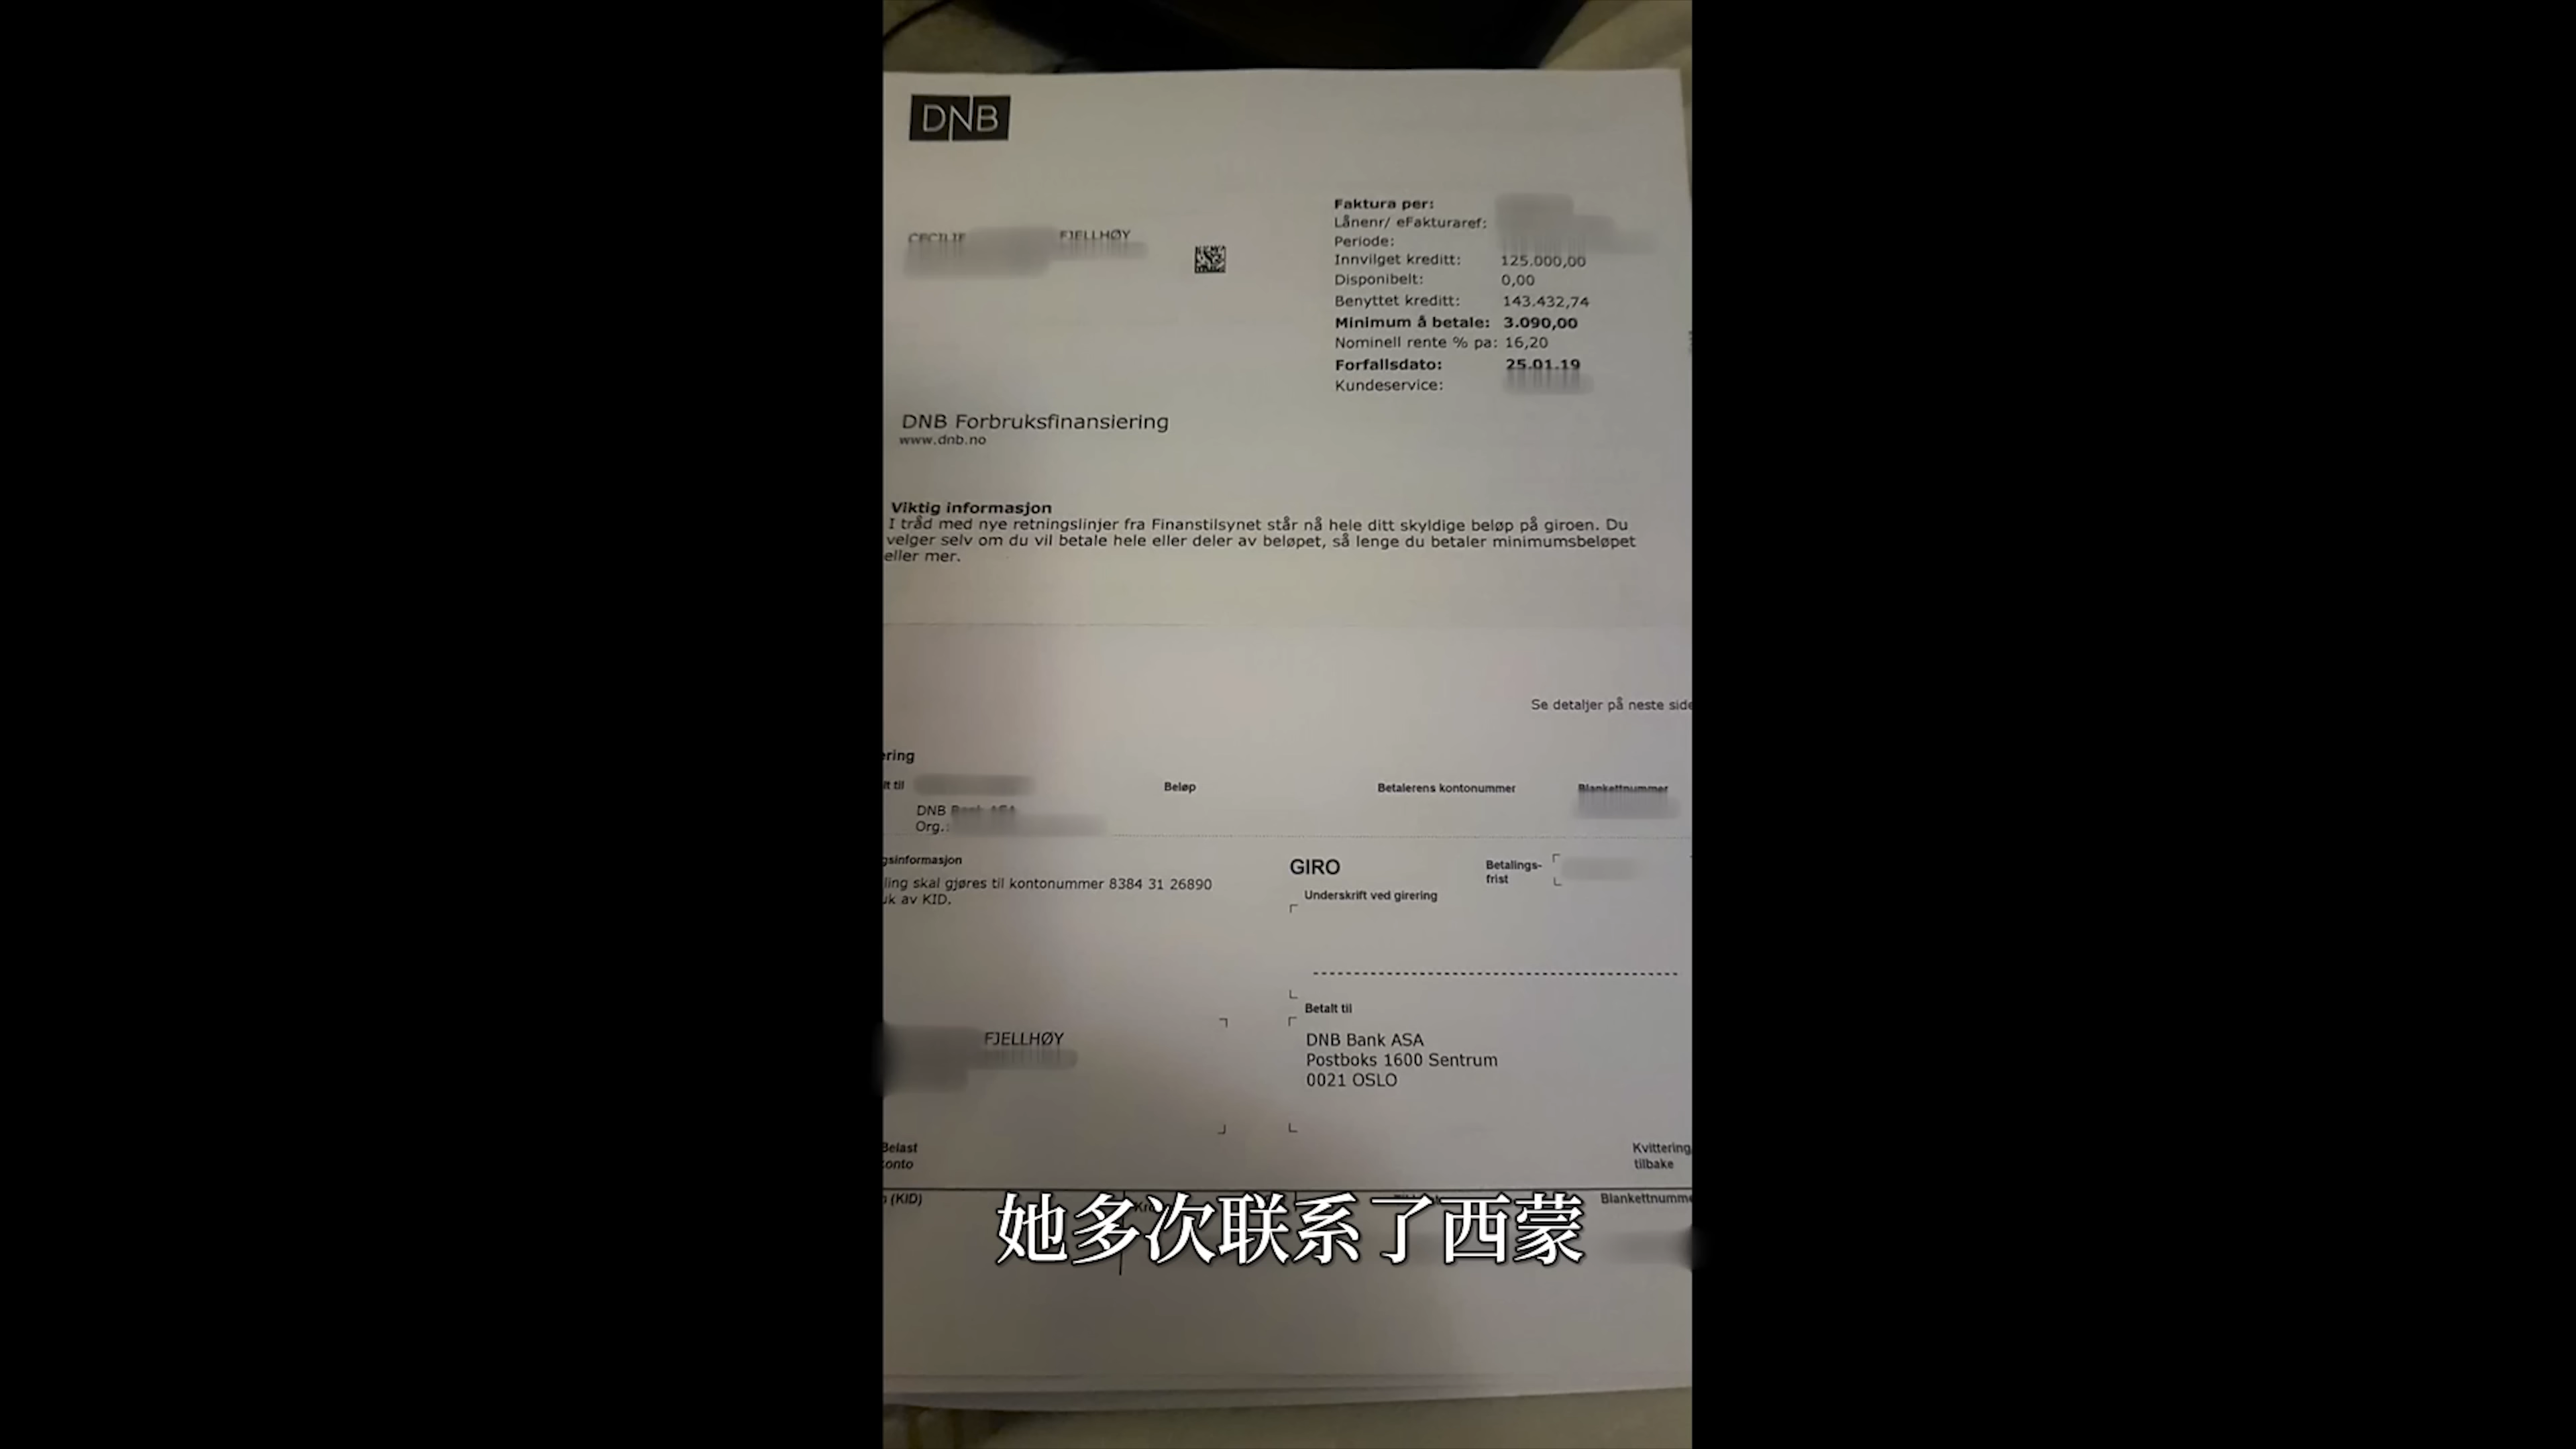 DNB
Faktura per:
Lånenr/ eFakturaref:
CECILIE FJELLHØY
Periode:
Innvilget kreditt: 125.000,00
Disponibelt: 0,00
Benyttet kreditt: 143.432,74
Minimum å betale: 3.090,00
Nominell rente % pa: 16,20
Forfallsdato: 25.01.19
Kundeservice:
DNB Forbruksfinansiering
www.dnb.no
Viktig informasjon
I tråd med nye retningslinjer fra Finanstilsynet står nå hele ditt skyldige beløp på giroen. Du
velger selv om du vil betale hele eller deler av beløpet, så lenge du betaler minimumsbeløpet
eller mer.
Se detaljer på neste side
ering
lt til Beløp Betalerens kontonummer Blankettnummer
DNB Bank ASA
Org.:
gsinformasjon
GIRO
Betalings-
frist
ling skal gjøres til kontonummer 8384 31 26890
uk av KID.
Underskrift ved girering
Betalt til
FJELLHØY
DNB Bank ASA
Postboks 1600 Sentrum
0021 OSLO
Belast
konto
Kvittering
tilbake
(KID) Blankettnumme
她多次联系了西蒙